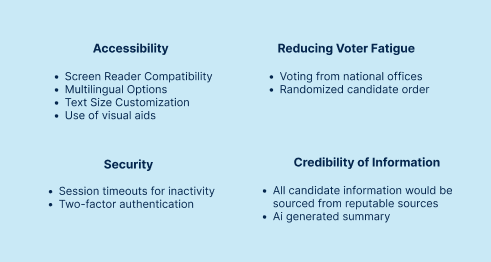 Accessibility
• Screen Reader Compatibility
• Multilingual Options
• Text Size Customization
• Use of visual aids
Reducing Voter Fatigue
• Voting from national offices
• Randomized candidate order
Security
• Session timeouts for inactivity
• Two-factor authentication
Credibility of Information
• All candidate information would be
sourced from reputable sources
• Ai generated summary